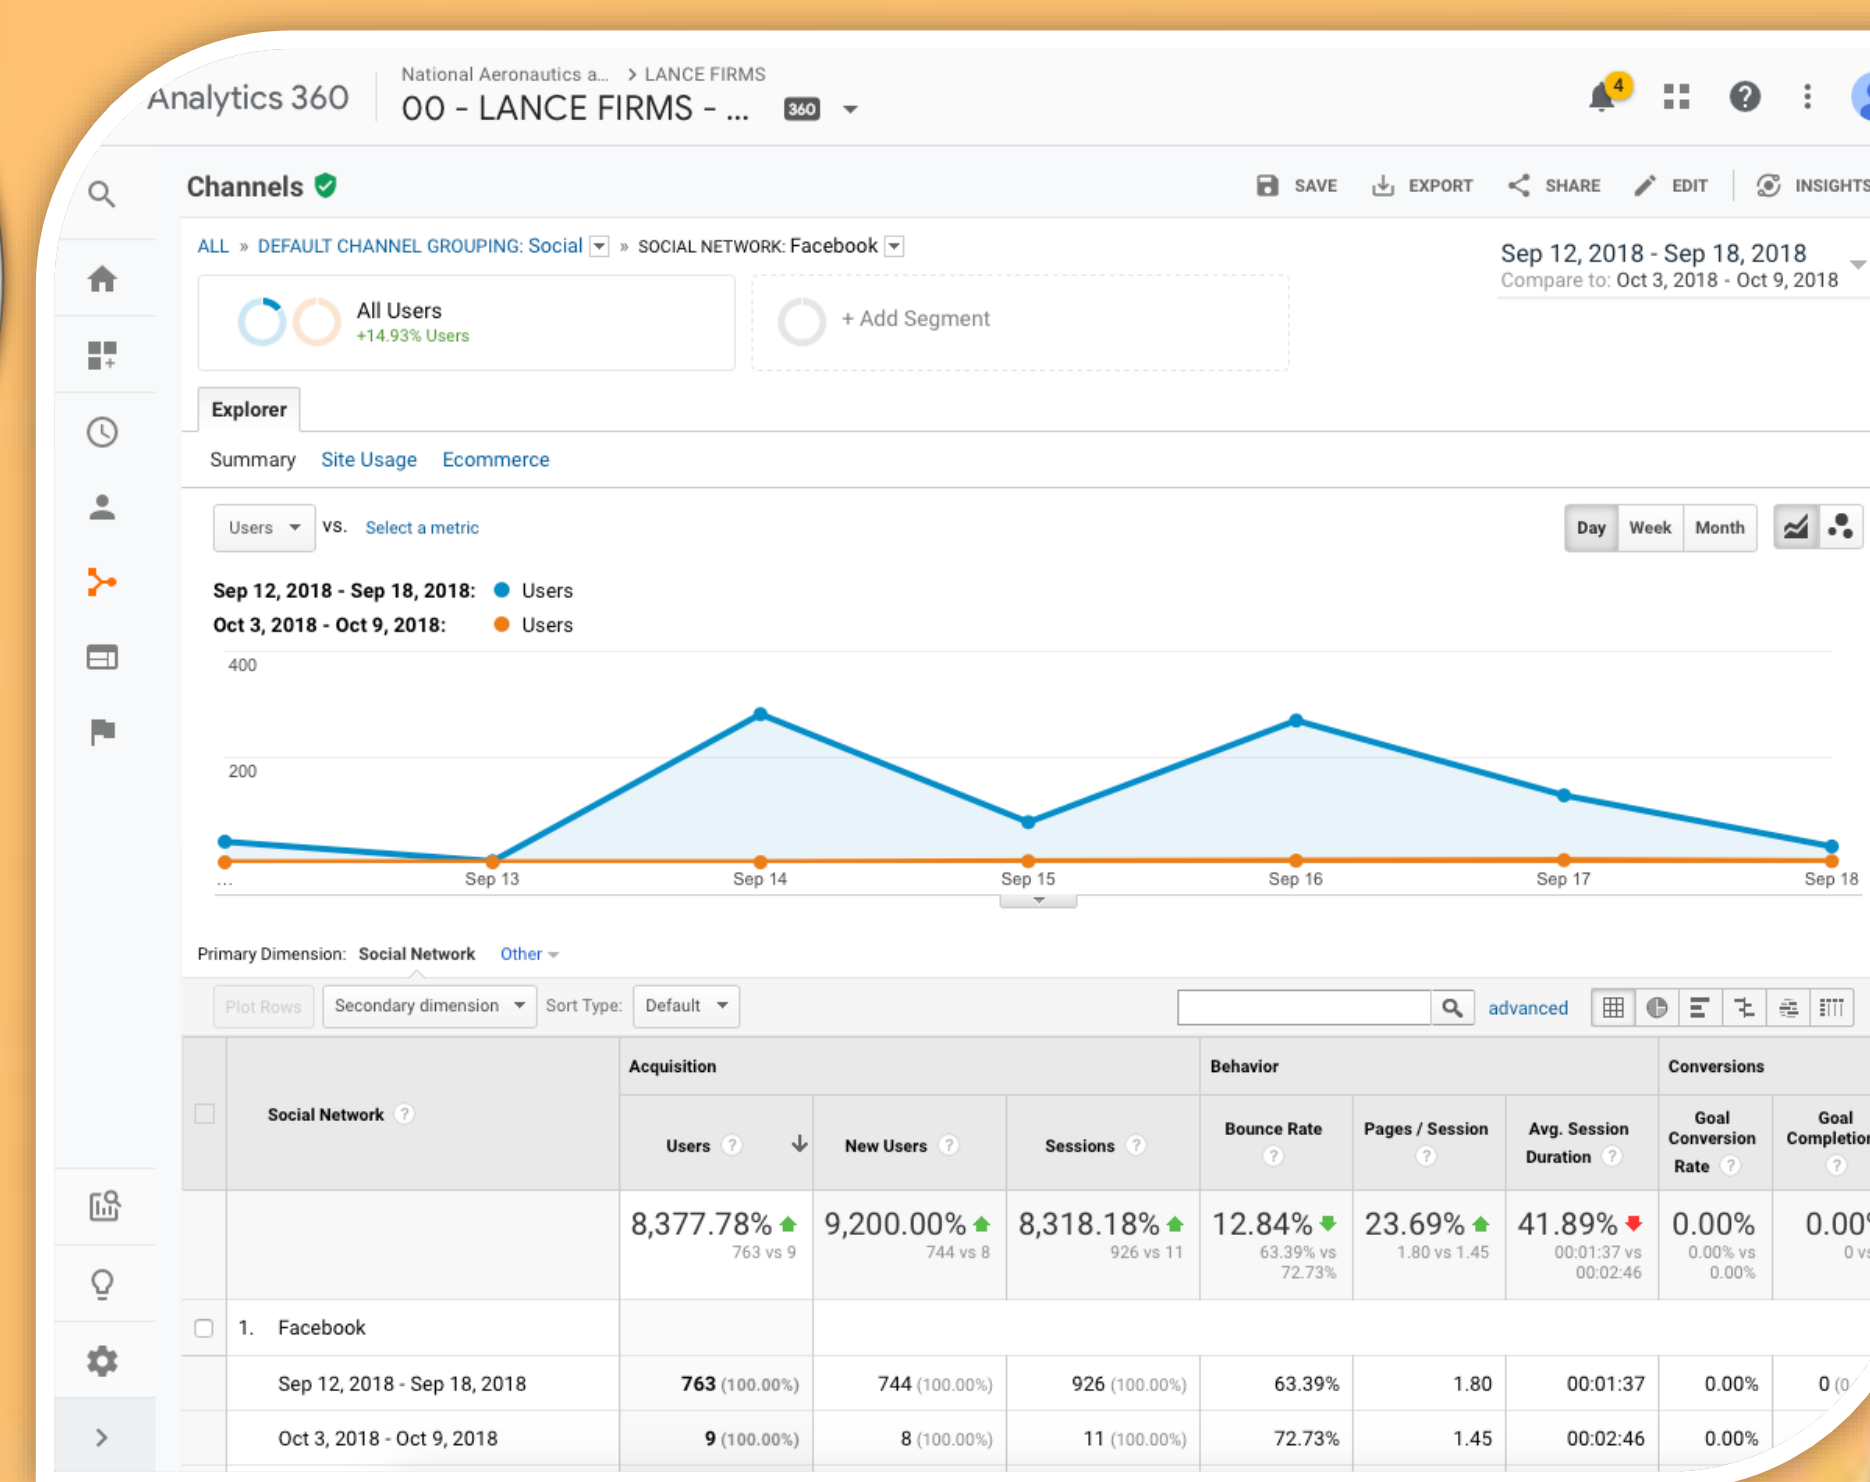 Analytics 360
National Aeronautics a... > LANCE FIRMS
00 - LANCE FIRMS - ... 360
4
Channels
SAVE EXPORT SHARE EDIT INSIGHTS
ALL » DEFAULT CHANNEL GROUPING: Social » SOCIAL NETWORK: Facebook
Sep 12, 2018 - Sep 18, 2018
Compare to: Oct 3, 2018 - Oct 9, 2018
All Users
+14.93% Users
+ Add Segment
Explorer
Summary Site Usage Ecommerce
Users VS. Select a metric
Day Week Month
Sep 12, 2018 - Sep 18, 2018: Users
Oct 3, 2018 - Oct 9, 2018: Users
400
200
... Sep 13 Sep 14 Sep 15 Sep 16 Sep 17 Sep 18
Primary Dimension: Social Network Other
Plot Rows Secondary dimension Sort Type: Default advanced
Acquisition Behavior Conversions
Social Network ?
Users ? New Users ? Sessions ?
Bounce Rate ?
Pages / Session ?
Avg. Session
Duration ?
Goal
Conversion
Rate ?
Goal
Completion
?
8,377.78% 9,200.00% 8,318.18% 12.84% 23.69% 41.89% 0.00% 0.00%
763 vs 9 744 vs 8 926 vs 11 63.39% vs 1.80 vs 1.45 00:01:37 vs 0.00% vs 0 vs
72.73% 00:02:46 0.00%
1. Facebook
Sep 12, 2018 - Sep 18, 2018 763 (100.00%) 744 (100.00%) 926 (100.00%) 63.39% 1.80 00:01:37 0.00% 0 (0
Oct 3, 2018 - Oct 9, 2018 9 (100.00%) 8 (100.00%) 11 (100.00%) 72.73% 1.45 00:02:46 0.00%